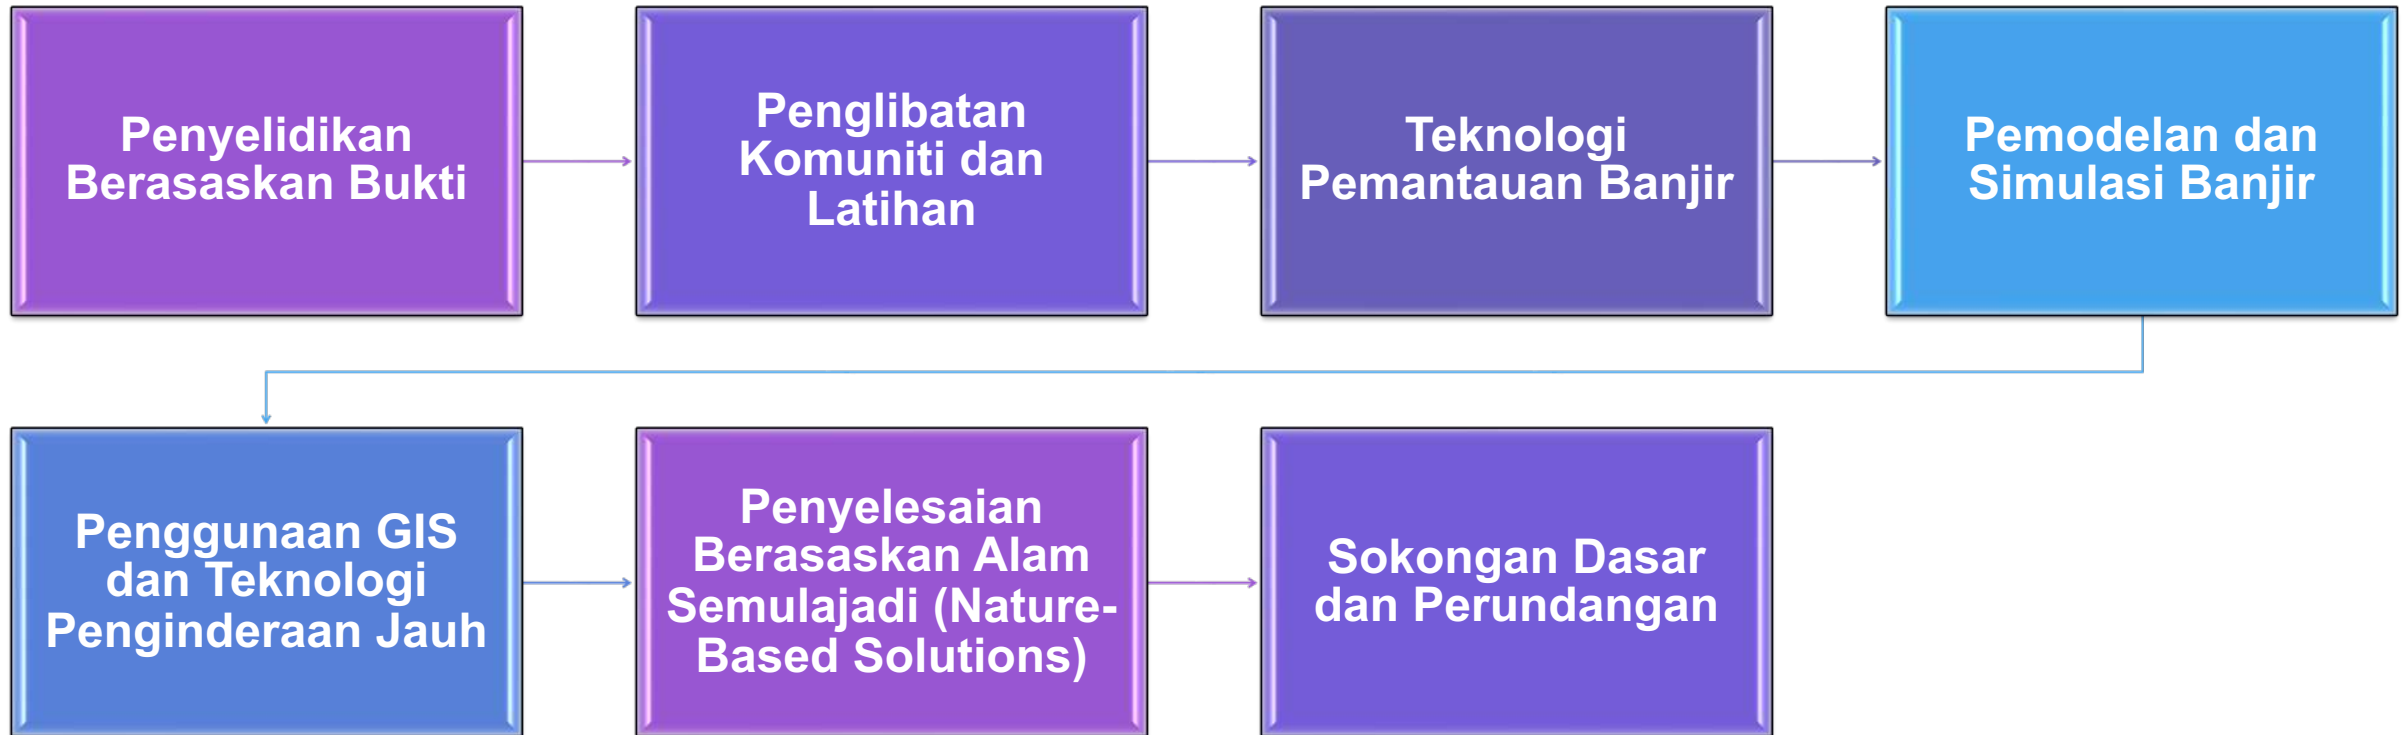 Penyelidikan
Berasaskan Bukti
Penglibatan
Komuniti dan
Latihan
Teknologi
Pemantauan Banjir
Pemodelan dan
Simulasi Banjir
Penggunaan GIS
dan Teknologi
Penginderaan Jauh
Penyelesaian
Berasaskan Alam
Semulajadi (Nature-
Based Solutions)
Sokongan Dasar
dan Perundangan